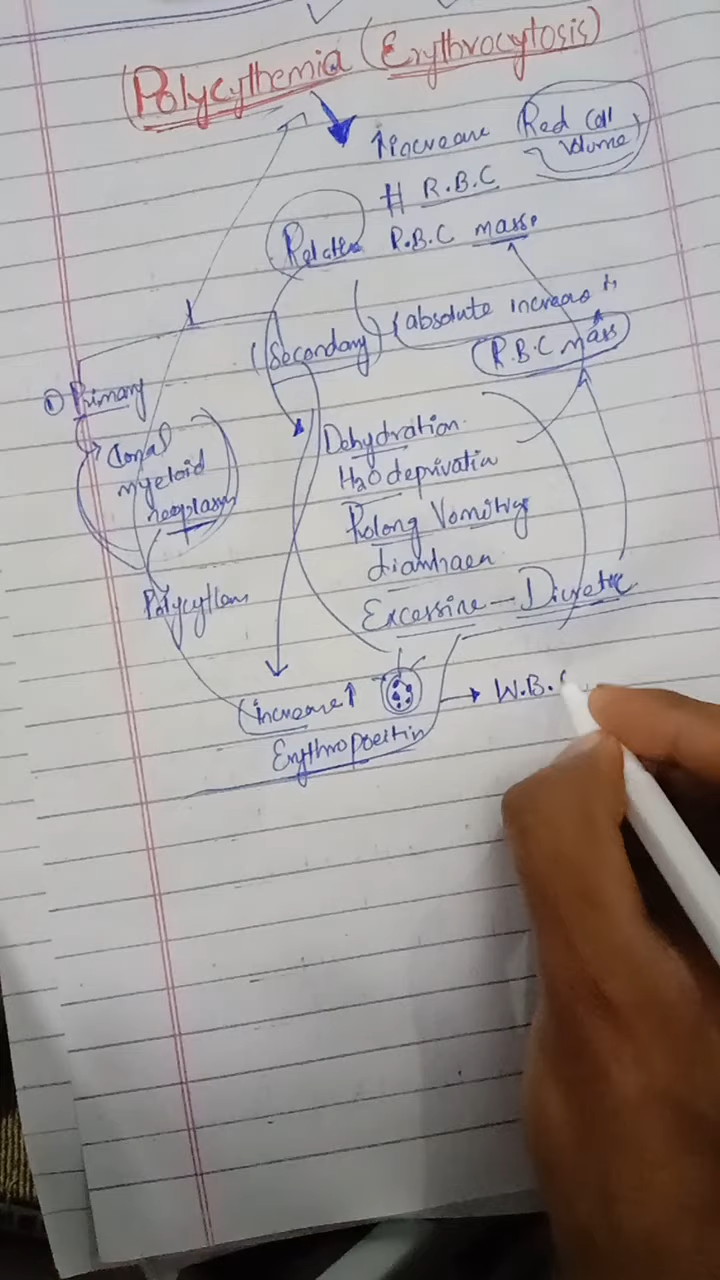 Polycythemia (Erythrocytosis)
↑increase Red Cell Volume)
# R.B.C
Relative R.B.C mass.
(Secondary) (absolute increase in
R.B.C mass
① Primary
Clonal
myeloid
neoplasm
Dehydration.
H2O deprivatin
Prolong Vomiting
diarrhaea
Excessive - Diuretic
Polycythem
(increase↑
Erythropoeitin
→ W.B.